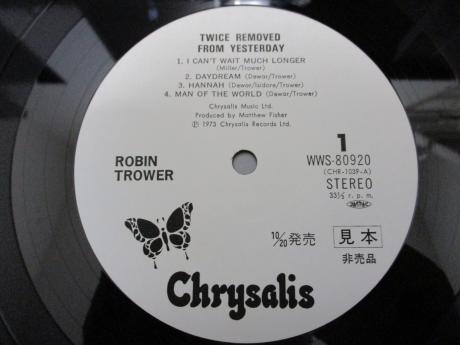 TWICE REMOVED
FROM YESTERDAY
1. I CAN'T WAIT MUCH LONGER
(Miller/Trower)
2. DAYDREAM (Dewar/Trower)
3. HANNAH (Dewar/Isidore/Trower)
4. MAN OF THE WORLD (Dewar/Trower)
Chrysalis Music Ltd.
Produced by Matthew Fisher
℗ 1973 Chrysalis Records Ltd.
ROBIN
TROWER
1
WWS-80920
(CHR-1039-A)
STEREO
33⅓ r. p. m.
10/20 発売
見本
非売品
Chrysalis